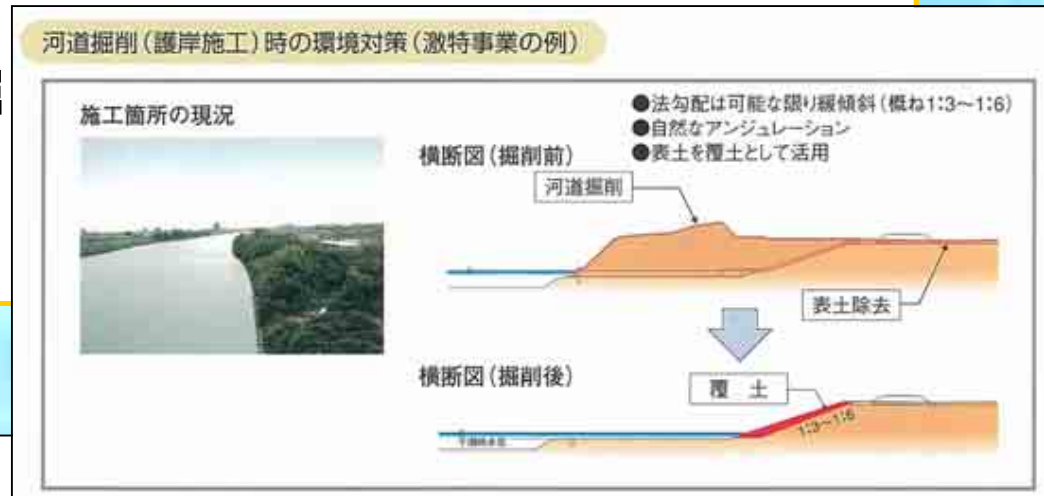 河道掘削(護岸施工)時の環境対策(激特事業の例)
施工箇所の現況
●法勾配は可能な限り緩傾斜(概ね1:3～1:6)
●自然なアンジュレーション
●表土を覆土として活用
横断図(掘削前)
河道掘削
表土除去
横断図(掘削後)
覆 土
1:3～1:6